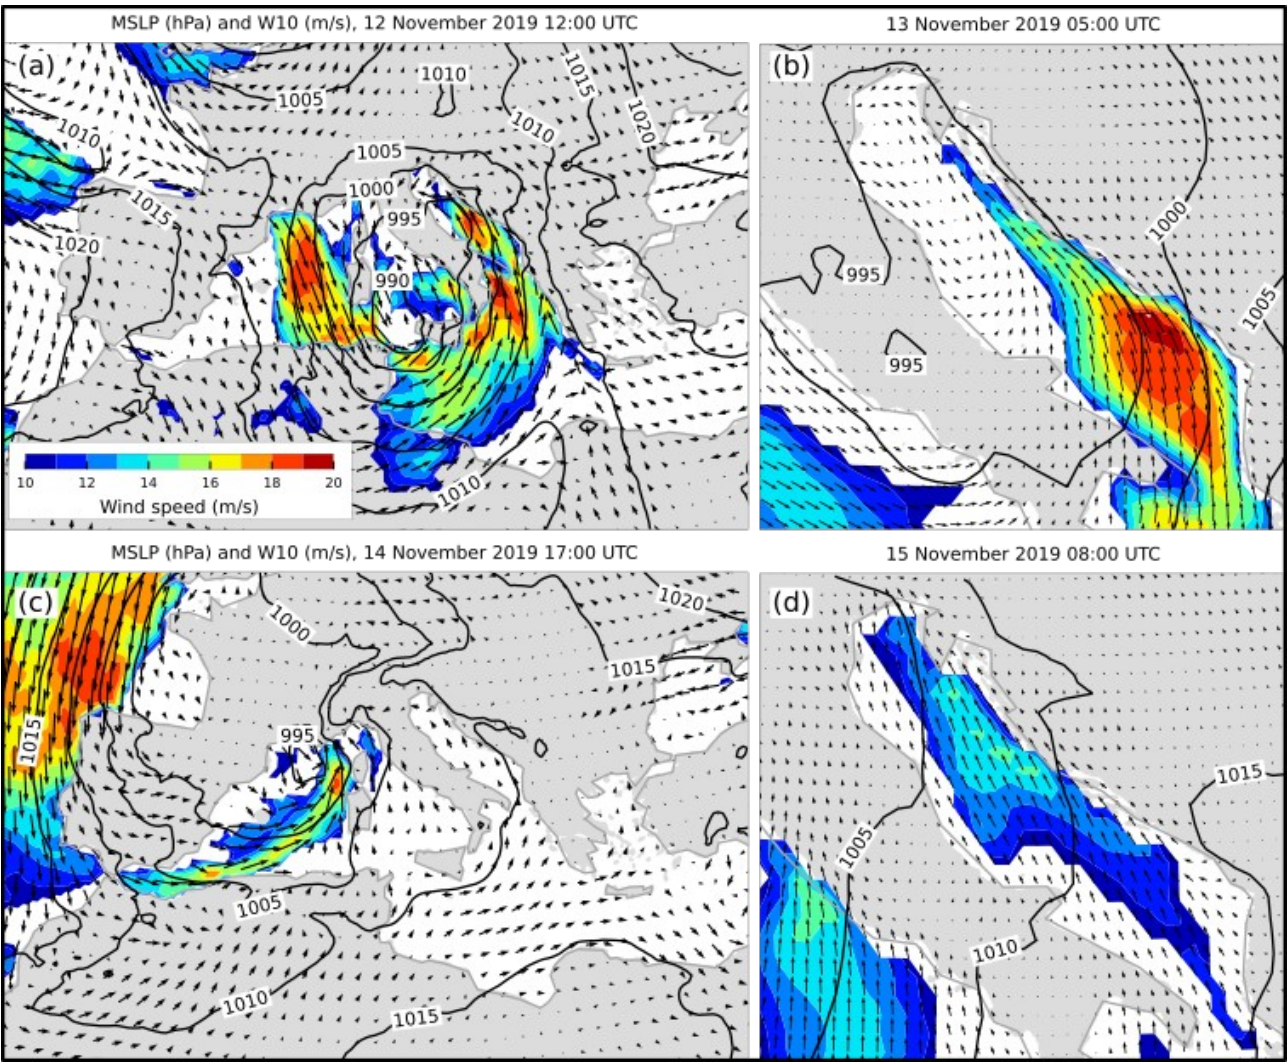 MSLP (hPa) and W10 (m/s), 12 November 2019 12:00 UTC
13 November 2019 05:00 UTC
(a)
1010
1005
1015
1020
1010
1010
1005
1015
1000
995
1020
990
10 12 14 16 18 20
Wind speed (m/s)
1010
(b)
1000
995
1005
995
MSLP (hPa) and W10 (m/s), 14 November 2019 17:00 UTC
15 November 2019 08:00 UTC
(c)
1000
1020
1015
1015
995
1005
1010
1015
(d)
1015
1005
1010